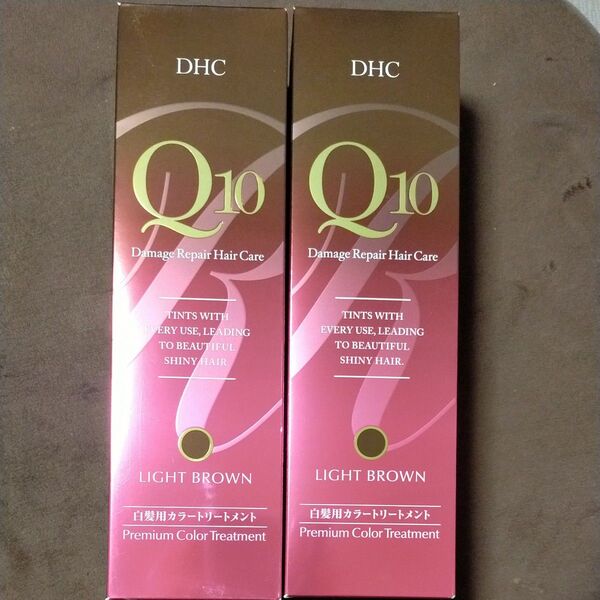 DHC
Q10
Damage Repair Hair Care
TINTS WITH
EVERY USE, LEADING
TO BEAUTIFUL
SHINY HAIR
LIGHT BROWN
白髪用カラートリートメント
Premium Color Treatment
DHC
Q10
Damage Repair Hair Care
TINTS WITH
EVERY USE, LEADING
TO BEAUTIFUL
SHINY HAIR.
LIGHT BROWN
白髪用カラートリートメント
Premium Color Treatment